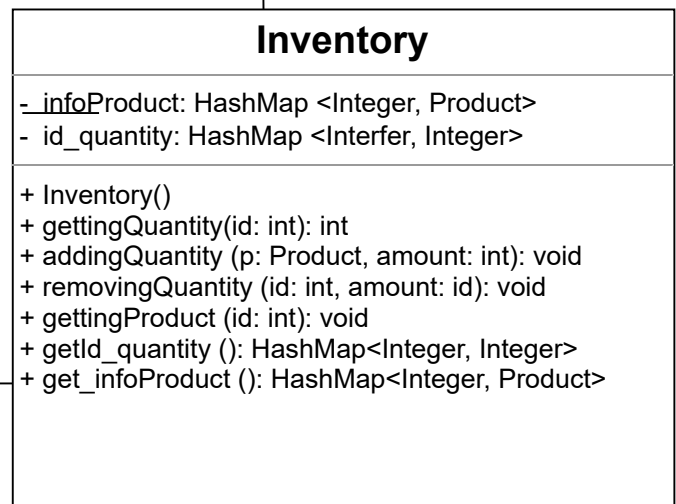 Inventory
- infoProduct: HashMap <Integer, Product>
- id_quantity: HashMap <Interfer, Integer>
+ Inventory()
+ gettingQuantity(id: int): int
+ addingQuantity (p: Product, amount: int): void
+ removingQuantity (id: int, amount: id): void
+ gettingProduct (id: int): void
+ getId_quantity (): HashMap<Integer, Integer>
+ get_infoProduct (): HashMap<Integer, Product>